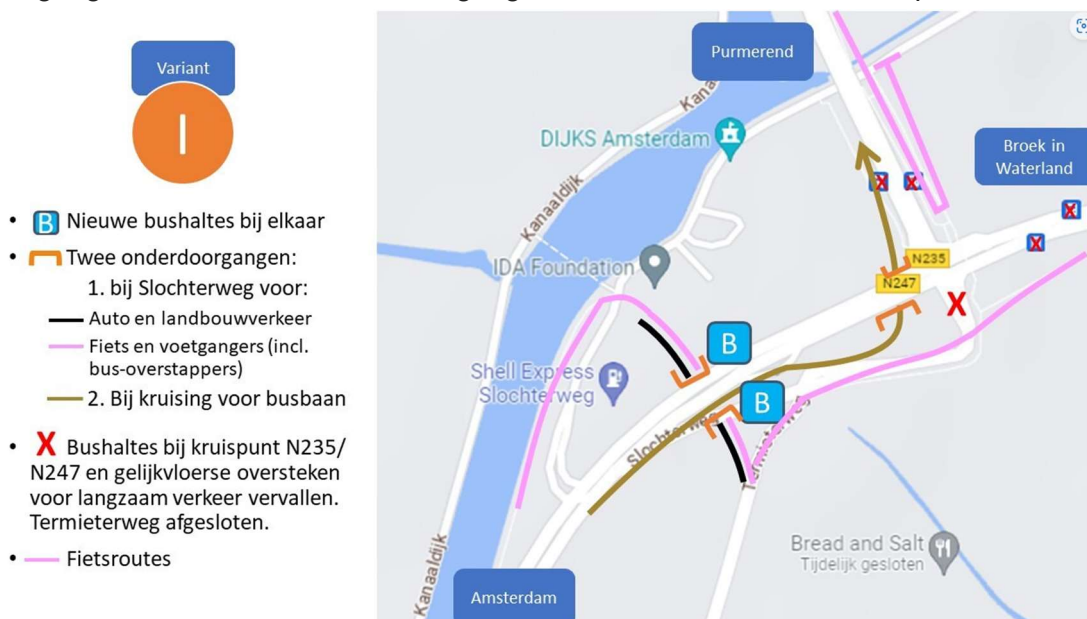 Variant
I
• B Nieuwe bushaltes bij elkaar
• Twee onderdoorgangen:
1. bij Slochterweg voor:
Auto en landbouwverkeer
Fiets en voetgangers (incl.
bus-overstappers)
2. Bij kruising voor busbaan
• X Bushaltes bij kruispunt N235/
N247 en gelijkvloerse oversteken
voor langzaam verkeer vervallen.
Termieterweg afgesloten.
• Fietsroutes
Purmerend
Kanaaldijk
DIJKS Amsterdam
Broek in
Waterland
Kanaaldijk
IDA Foundation
N235
N247
X
B
Shell Express
Slochterweg
B
Slochterweg
Termieterweg
Bread and Salt
Tijdelijk gesloten
Kanaaldijk
Amsterdam